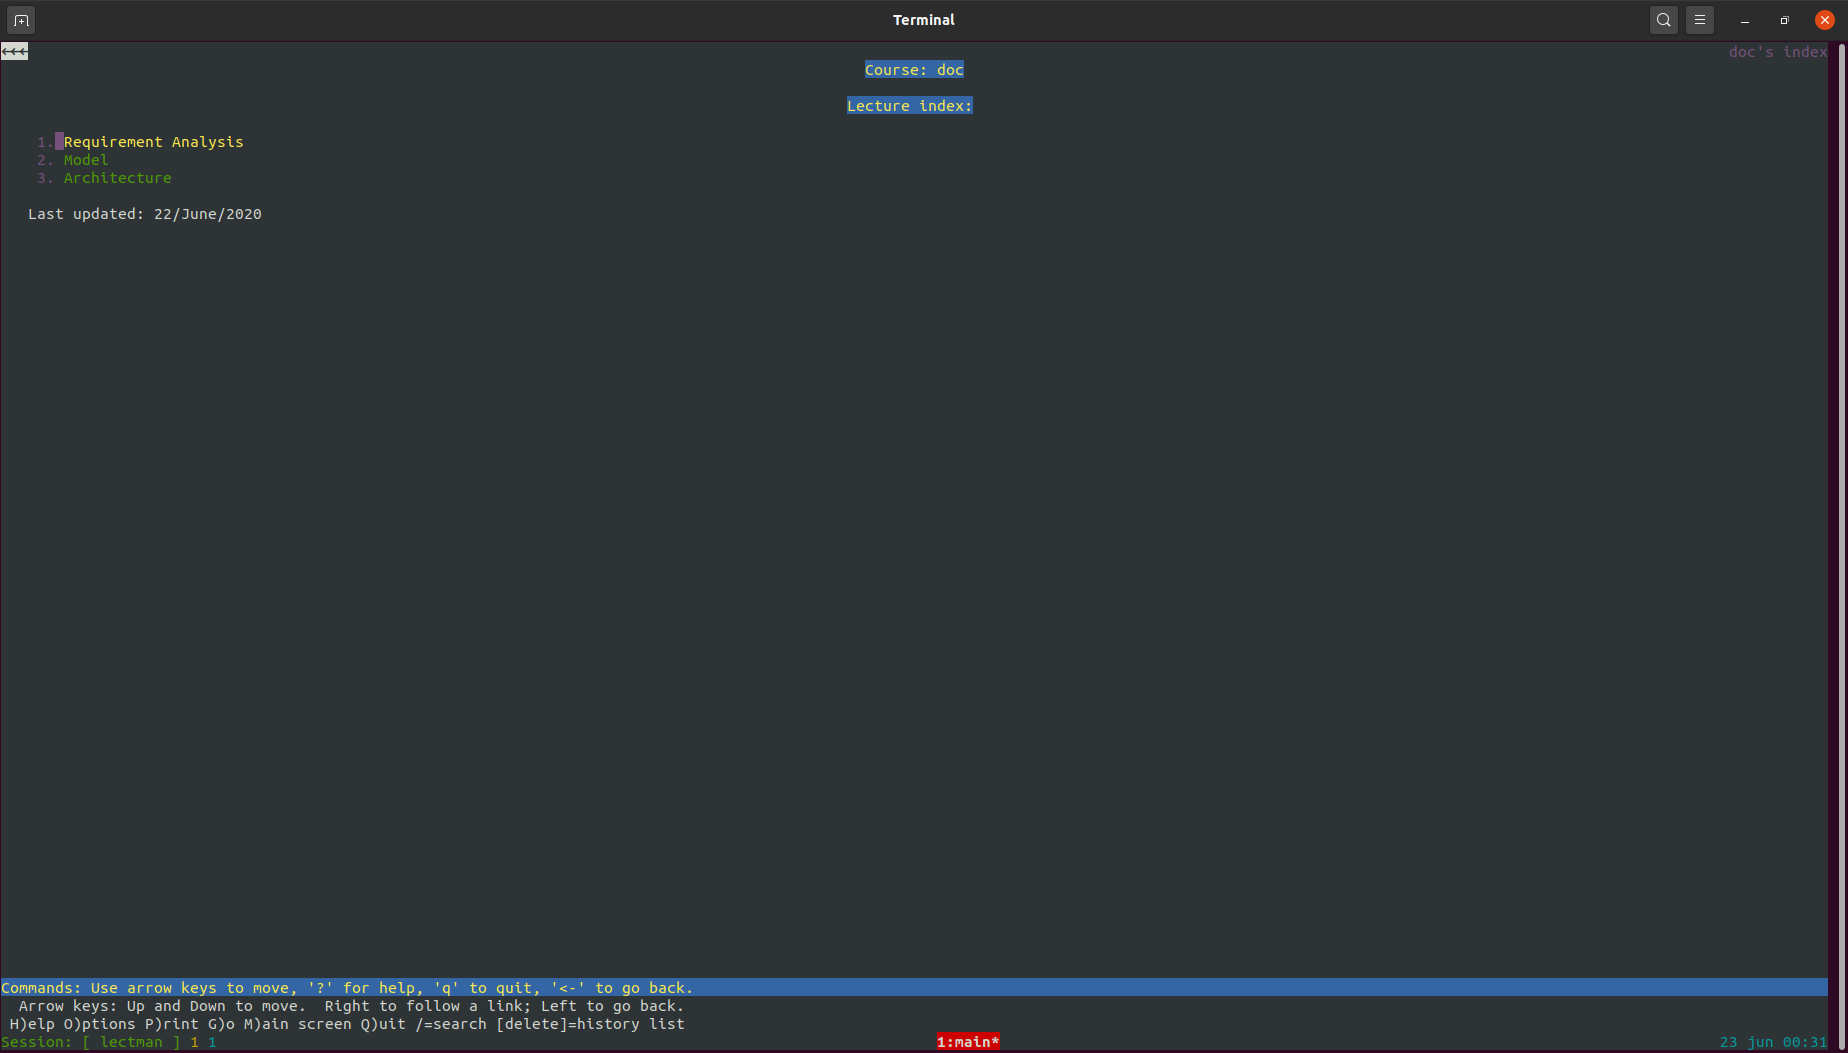 Terminal
←←← doc's index
Course: doc
Lecture index:
1. Requirement Analysis
2. Model
3. Architecture
Last updated: 22/June/2020
Commands: Use arrow keys to move, '?' for help, 'q' to quit, '<-' to go back.
Arrow keys: Up and Down to move. Right to follow a link; Left to go back.
H)elp O)ptions P)rint G)o M)ain screen Q)uit /=search [delete]=history list
Session: [ lectman ] 1 1 1:main* 23 jun 00:31